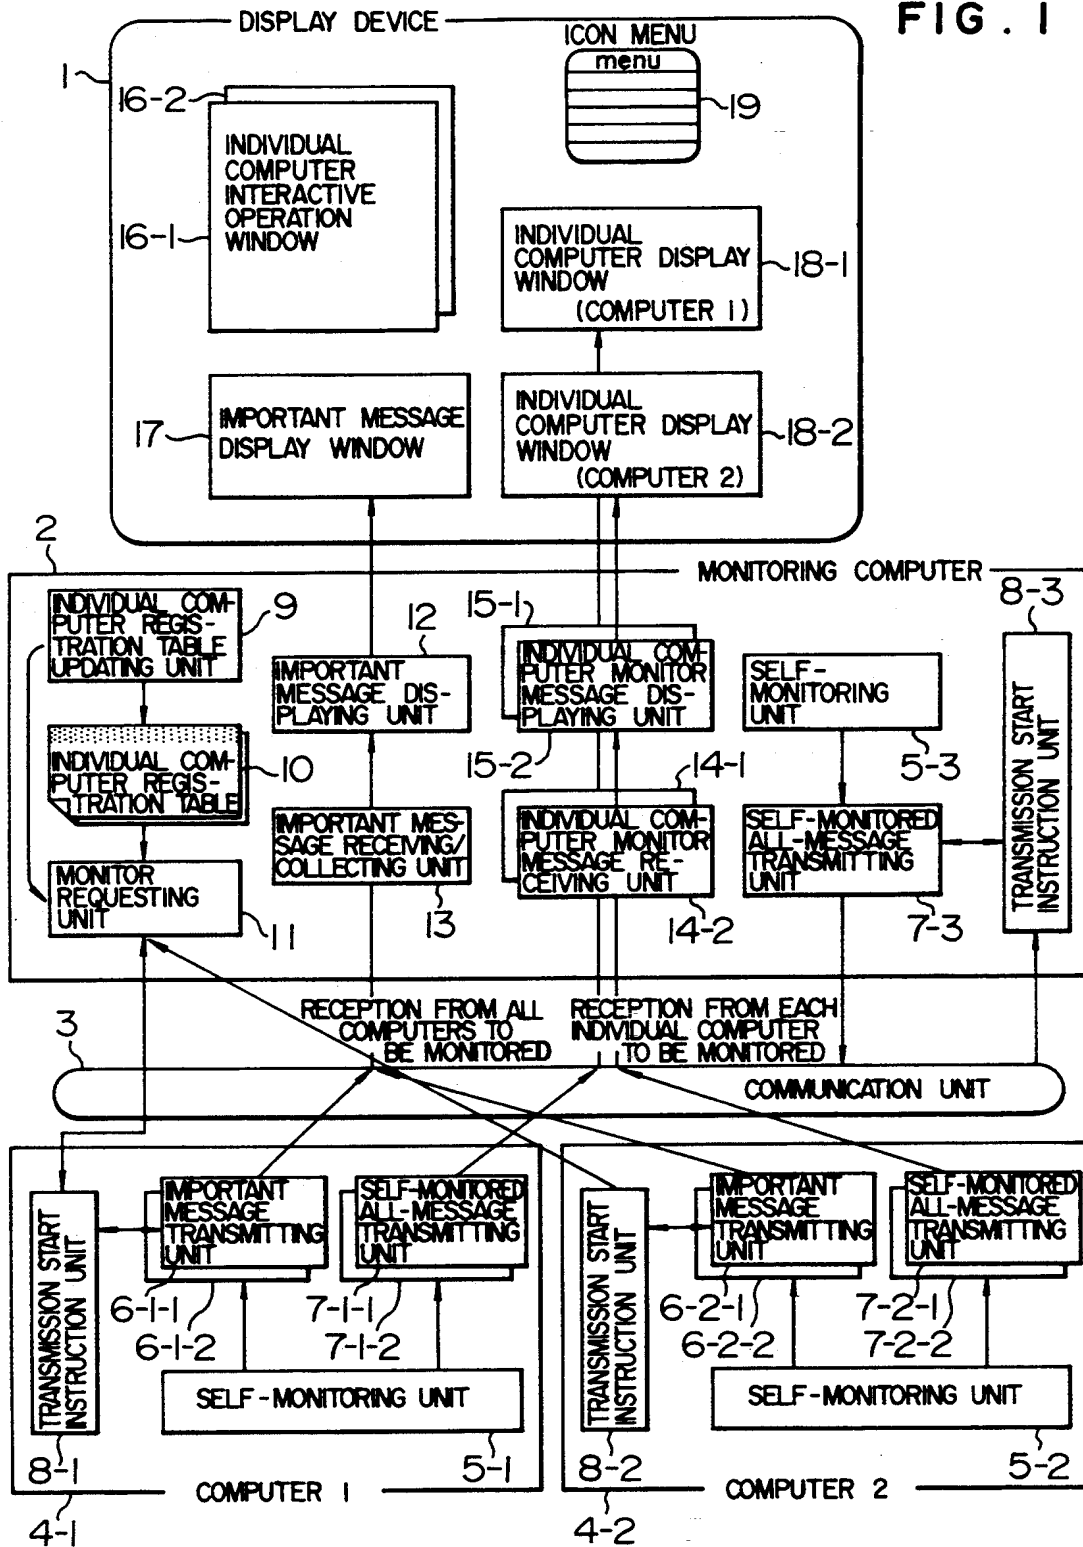 FIG. 1
DISPLAY DEVICE
1
ICON MENU
menu
19
16-2
16-1
INDIVIDUAL
COMPUTER
INTERACTIVE
OPERATION
WINDOW
INDIVIDUAL
COMPUTER DISPLAY
WINDOW
(COMPUTER 1)
18-1
17
IMPORTANT MESSAGE
DISPLAY WINDOW
INDIVIDUAL
COMPUTER DISPLAY
WINDOW
(COMPUTER 2)
18-2
2
MONITORING COMPUTER
INDIVIDUAL COM-
PUTER REGIS-
TRATION TABLE
UPDATING UNIT
9
INDIVIDUAL COM-
PUTER REGIS-
TRATION TABLE
10
MONITOR
REQUESTING
UNIT
11
12
IMPORTANT
MESSAGE DIS-
PLAYING UNIT
IMPORTANT MES-
SAGE RECEIVING/
COLLECTING UNIT
13
15-1
INDIVIDUAL COM-
PUTER MONITOR
MESSAGE DIS-
PLAYING UNIT
15-2
14-1
INDIVIDUAL COM-
PUTER MONITOR
MESSAGE RE-
CEIVING UNIT
14-2
SELF-
MONITORING
UNIT
5-3
SELF-MONITORED
ALL-MESSAGE
TRANSMITTING
UNIT
7-3
8-3
TRANSMISSION START
INSTRUCTION UNIT
RECEPTION FROM ALL
COMPUTERS TO
BE MONITORED
RECEPTION FROM EACH
INDIVIDUAL COMPUTER
TO BE MONITORED
3
COMMUNICATION UNIT
TRANSMISSION START
INSTRUCTION UNIT
8-1
IMPORTANT
MESSAGE
TRANSMITTING
UNIT
6-1-1
6-1-2
SELF-MONITORED
ALL-MESSAGE
TRANSMITTING
UNIT
7-1-1
7-1-2
SELF-MONITORING UNIT
5-1
COMPUTER 1
4-1
TRANSMISSION START
INSTRUCTION UNIT
8-2
IMPORTANT
MESSAGE
TRANSMITTING
UNIT
6-2-1
6-2-2
SELF-MONITORED
ALL-MESSAGE
TRANSMITTING
UNIT
7-2-1
7-2-2
SELF-MONITORING UNIT
5-2
COMPUTER 2
4-2